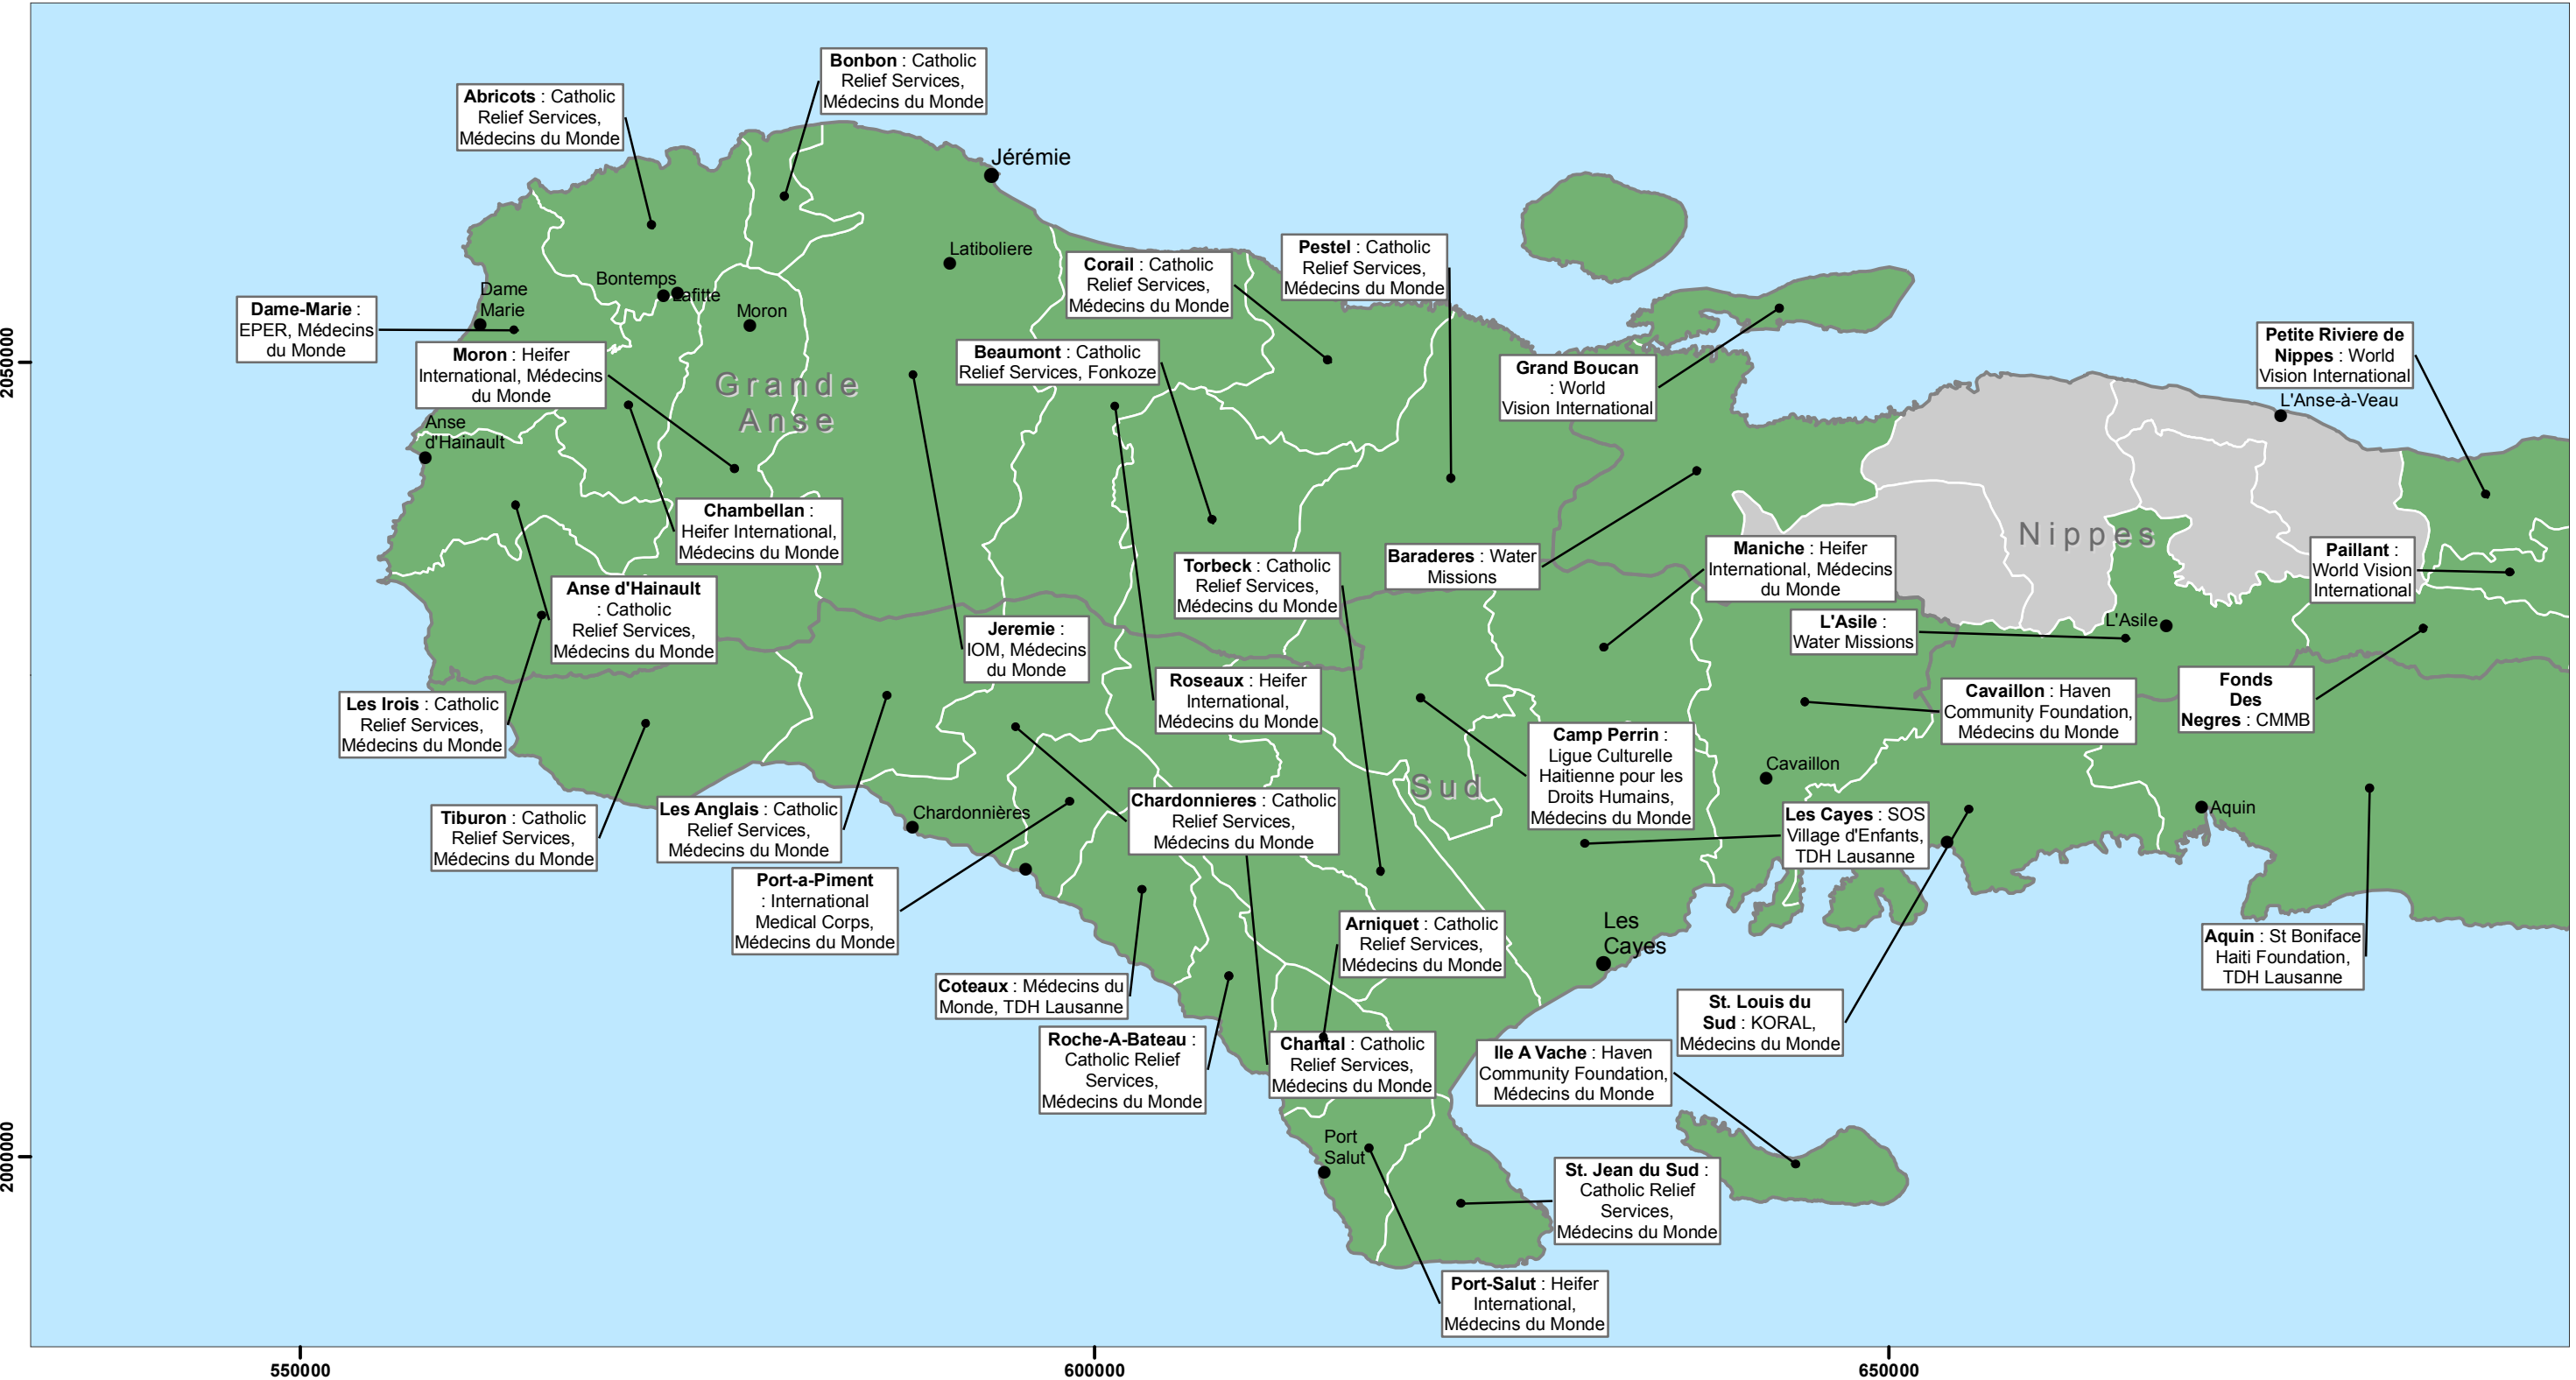 Bonbon : Catholic
Relief Services,
Médecins du Monde
Abricots : Catholic
Relief Services,
Médecins du Monde
Jérémie
Latiboliere
Pestel : Catholic
Relief Services,
Médecins du Monde
Corail : Catholic
Relief Services,
Médecins du Monde
Bontemps
Lafitte
Dame
Marie
Moron
Dame-Marie :
EPER, Médecins
du Monde
Moron : Heifer
International, Médecins
du Monde
Grande
Anse
Beaumont : Catholic
Relief Services, Fonkoze
Grand Boucan
: World
Vision International
Petite Riviere de
Nippes : World
Vision International
L'Anse-à-Veau
2050000
Anse
d'Hainault
Chambellan :
Heifer International,
Médecins du Monde
Nippes
Baraderes : Water
Missions
Maniche : Heifer
International, Médecins
du Monde
Paillant :
World Vision
International
Torbeck : Catholic
Relief Services,
Médecins du Monde
Anse d'Hainault
: Catholic
Relief Services,
Médecins du Monde
Jeremie :
IOM, Médecins
du Monde
L'Asile :
Water Missions
L'Asile
Roseaux : Heifer
International,
Médecins du Monde
Les Irois : Catholic
Relief Services,
Médecins du Monde
Cavaillon : Haven
Community Foundation,
Médecins du Monde
Fonds
Des
Negres : CMMB
Camp Perrin :
Ligue Culturelle
Haitienne pour les
Droits Humains,
Médecins du Monde
Sud
Cavaillon
Tiburon : Catholic
Relief Services,
Médecins du Monde
Les Anglais : Catholic
Relief Services,
Médecins du Monde
Chardonnières
Chardonnieres : Catholic
Relief Services,
Médecins du Monde
Les Cayes : SOS
Village d'Enfants,
TDH Lausanne
Aquin
Port-a-Piment
: International
Medical Corps,
Médecins du Monde
Arniquet : Catholic
Relief Services,
Médecins du Monde
Les
Cayes
Aquin : St Boniface
Haiti Foundation,
TDH Lausanne
Coteaux : Médecins du
Monde, TDH Lausanne
St. Louis du
Sud : KORAL,
Médecins du Monde
Roche-A-Bateau :
Catholic Relief
Services,
Médecins du Monde
Chantal : Catholic
Relief Services,
Médecins du Monde
Ile A Vache : Haven
Community Foundation,
Médecins du Monde
Port
Salut
2000000
St. Jean du Sud :
Catholic Relief
Services,
Médecins du Monde
Port-Salut : Heifer
International,
Médecins du Monde
550000
600000
650000